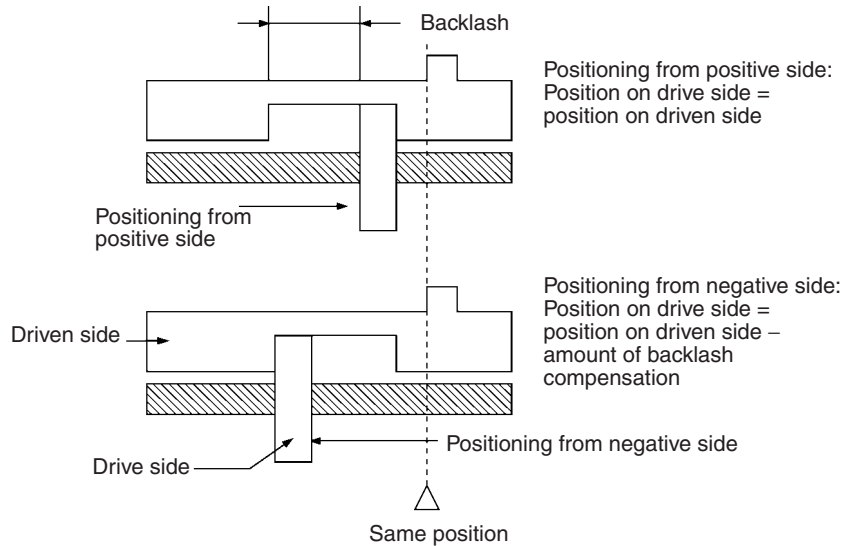 Backlash
Positioning from positive side:
Position on drive side =
position on driven side
Positioning from
positive side
Positioning from negative side:
Position on drive side =
position on driven side –
amount of backlash
compensation
Driven side
Positioning from negative side
Drive side
Same position